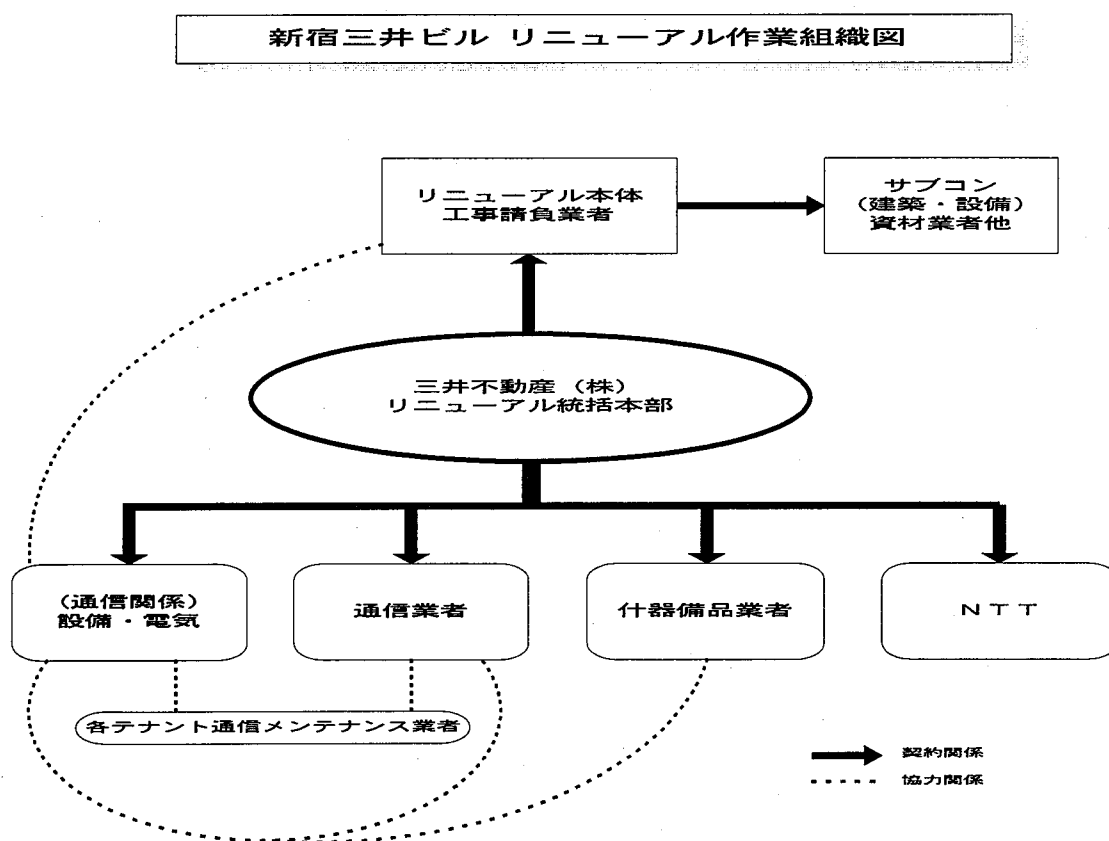 新宿三井ビル リニューアル作業組織図
リニューアル本体
工事請負業者
サブコン
(建築・設備)
資材業者他
三井不動産(株)
リニューアル統括本部
(通信関係)
設備・電気
通信業者
什器備品業者
NTT
各テナント通信メンテナンス業者
契約関係
協力関係